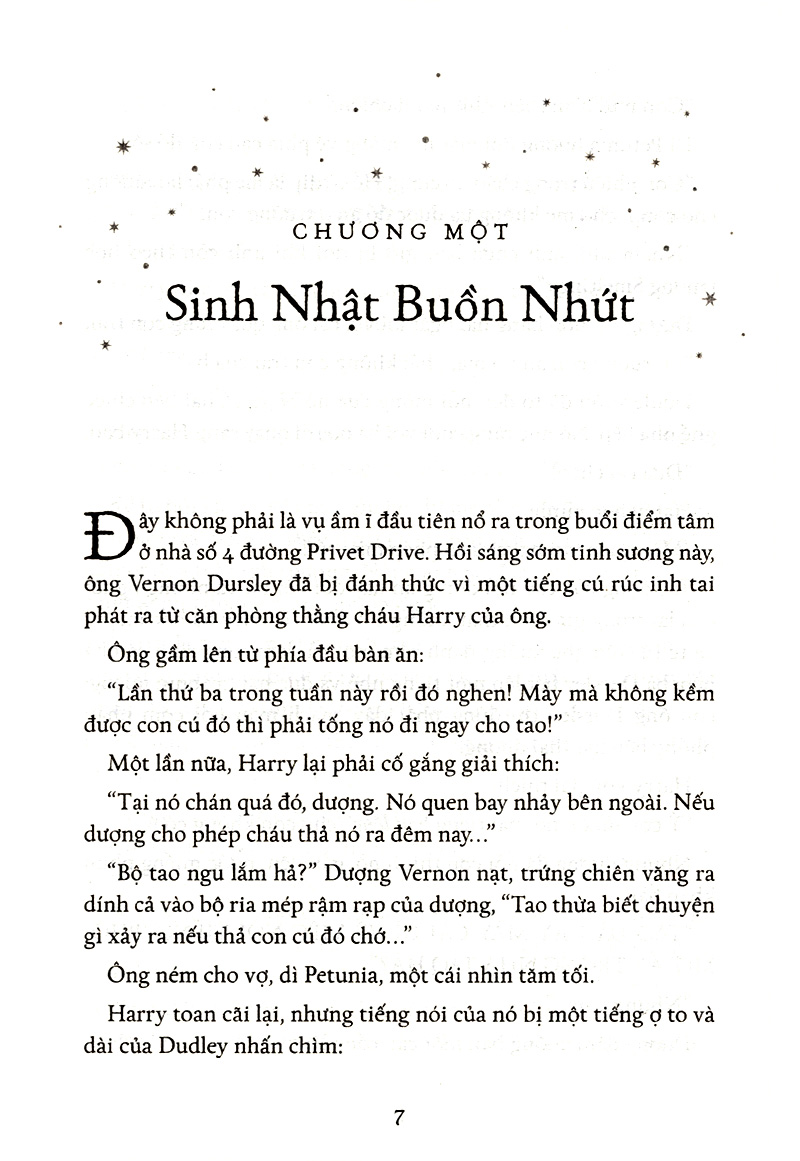 CHƯƠNG MỘT
Sinh Nhật Buồn Nhứt
Đây không phải là vụ ầm ĩ đầu tiên nổ ra trong buổi điểm tâm
ở nhà số 4 đường Privet Drive. Hồi sáng sớm tinh sương này,
ông Vernon Dursley đã bị đánh thức vì một tiếng cú rúc inh tai
phát ra từ căn phòng thằng cháu Harry của ông.
Ông gầm lên từ phía đầu bàn ăn:
“Lần thứ ba trong tuần này rồi đó nghen! Mày mà không kềm
được con cú đó thì phải tống nó đi ngay cho tao!”
Một lần nữa, Harry lại phải cố gắng giải thích:
“Tại nó chán quá đó, dượng. Nó quen bay nhảy bên ngoài. Nếu
dượng cho phép cháu thả nó ra đêm nay...”
“Bộ tao ngu lắm hả?” Dượng Vernon nạt, trứng chiên văng ra
dính cả vào bộ ria mép rậm rạp của dượng, “Tao thừa biết chuyện
gì xảy ra nếu thả con cú đó chớ...”
Ông ném cho vợ, dì Petunia, một cái nhìn tăm tối.
Harry toan cãi lại, nhưng tiếng nói của nó bị một tiếng ợ to và
dài của Dudley nhấn chìm:
7